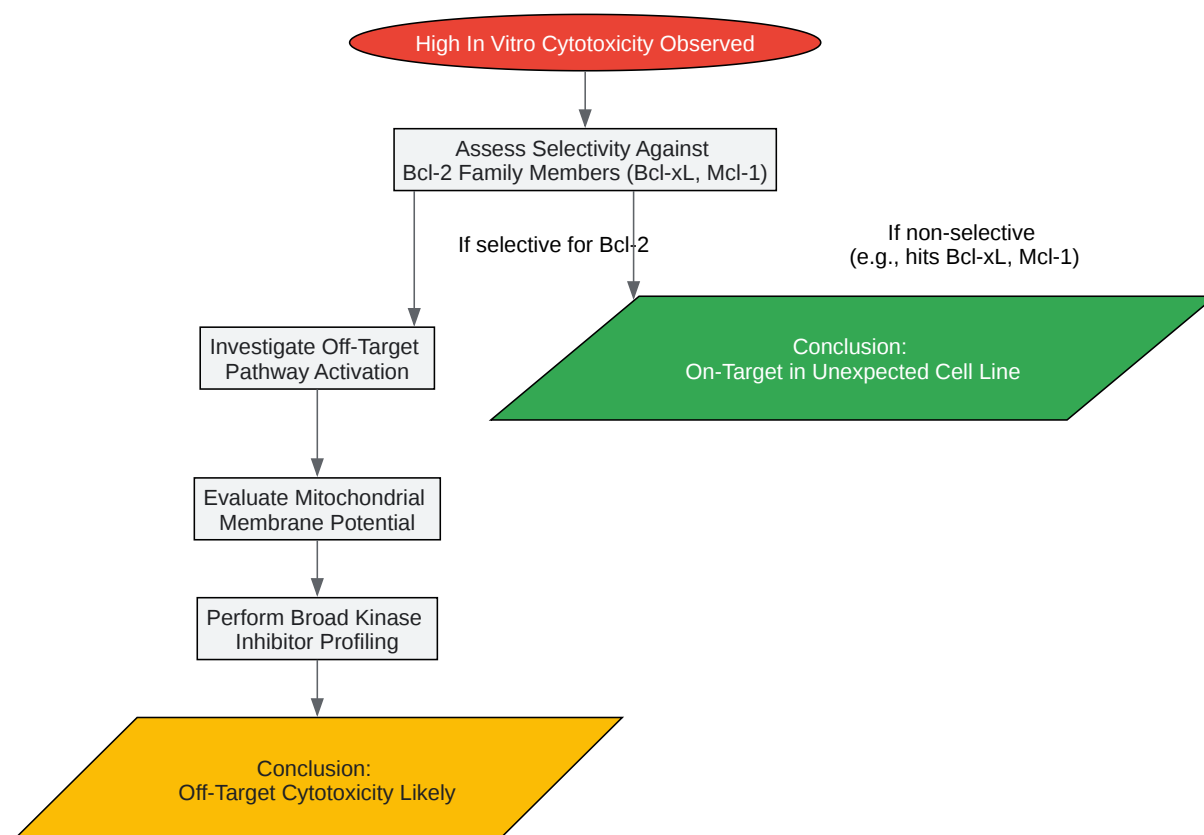 High In Vitro Cytotoxicity Observed
Assess Selectivity Against
Bcl-2 Family Members (Bcl-xL, Mcl-1)
If selective for Bcl-2
If non-selective
(e.g., hits Bcl-xL, Mcl-1)
Investigate Off-Target
Pathway Activation
Conclusion:
On-Target in Unexpected Cell Line
Evaluate Mitochondrial
Membrane Potential
Perform Broad Kinase
Inhibitor Profiling
Conclusion:
Off-Target Cytotoxicity Likely